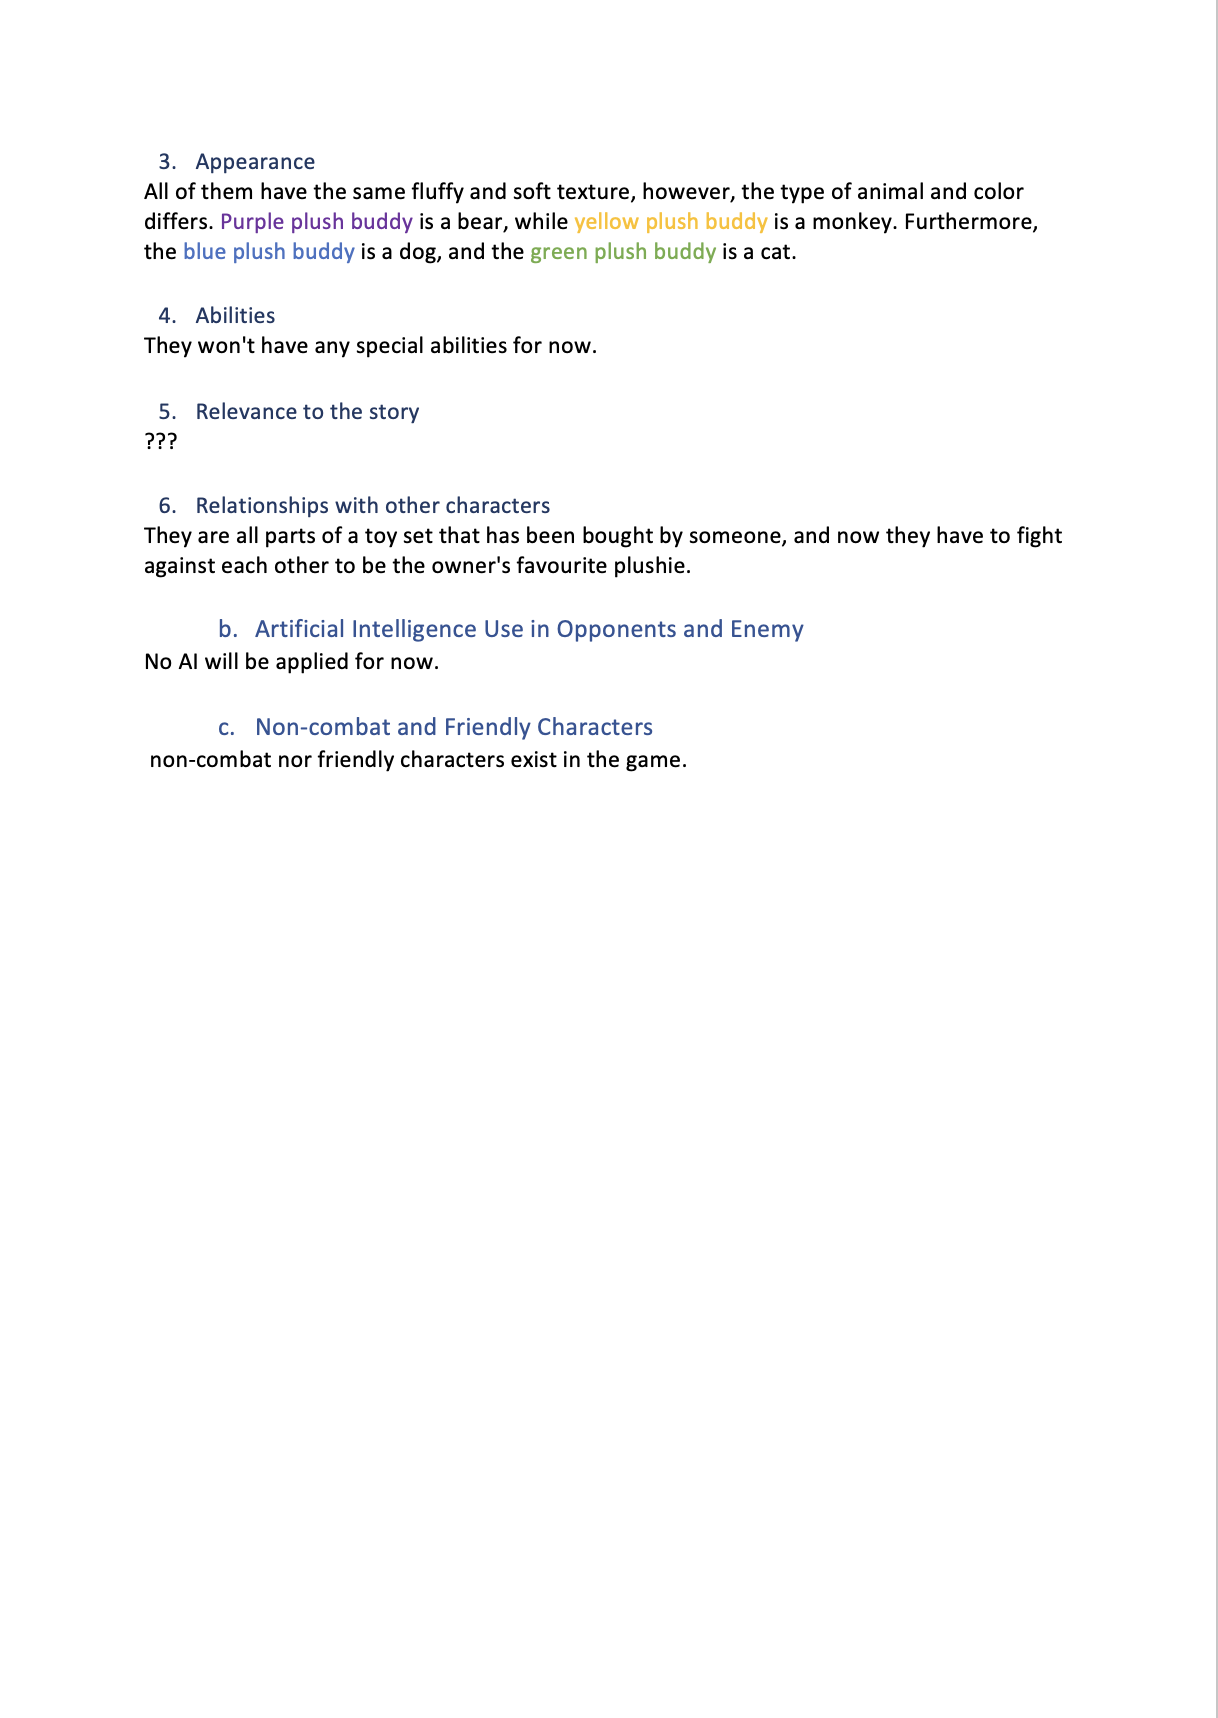 3. Appearance
All of them have the same fluffy and soft texture, however, the type of animal and color
differs. Purple plush buddy is a bear, while yellow plush buddy is a monkey. Furthermore,
the blue plush buddy is a dog, and the green plush buddy is a cat.
4. Abilities
They won't have any special abilities for now.
5. Relevance to the story
???
6. Relationships with other characters
They are all parts of a toy set that has been bought by someone, and now they have to fight
against each other to be the owner's favourite plushie.
b. Artificial Intelligence Use in Opponents and Enemy
No AI will be applied for now.
c. Non-combat and Friendly Characters
non-combat nor friendly characters exist in the game.